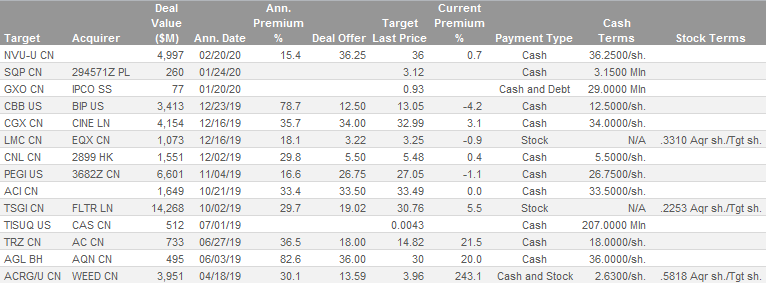 Deal Ann. Target Current
Value Premium Last Premium Cash
Target Acquirer ($M) Ann. Date % Deal Offer Price % Payment Type Terms Stock Terms
NVU-U CN 4,997 02/20/20 15.4 36.25 36 0.7 Cash 36.2500/sh.
SQP CN 294571Z PL 260 01/24/20 3.12 Cash 3.1500 Mln
GXO CN IPCO SS 77 01/20/20 0.93 Cash and Debt 29.0000 Mln
CBB US BIP US 3,413 12/23/19 78.7 12.50 13.05 -4.2 Cash 12.5000/sh.
CGX CN CINE LN 4,154 12/16/19 35.7 34.00 32.99 3.1 Cash 34.0000/sh.
LMC CN EQX CN 1,073 12/16/19 18.1 3.22 3.25 -0.9 Stock N/A .3310 Aqr sh./Tgt sh.
CNL CN 2899 HK 1,551 12/02/19 29.8 5.50 5.48 0.4 Cash 5.5000/sh.
PEGI US 3682Z CN 6,601 11/04/19 16.6 26.75 27.05 -1.1 Cash 26.7500/sh.
ACI CN 1,649 10/21/19 33.4 33.50 33.49 0.0 Cash 33.5000/sh.
TSGI CN FLTR LN 14,268 10/02/19 29.7 19.02 30.76 5.5 Stock N/A .2253 Aqr sh./Tgt sh.
TISUQ US CAS CN 512 07/01/19 0.0043 Cash 207.0000 Mln
TRZ CN AC CN 733 06/27/19 36.5 18.00 14.82 21.5 Cash 18.0000/sh.
AGL BH AQN CN 495 06/03/19 82.6 36.00 30 20.0 Cash 36.0000/sh.
ACRG/U CN WEED CN 3,951 04/18/19 30.1 13.59 3.96 243.1 Cash and Stock 2.6300/sh. .5818 Aqr sh./Tgt sh.